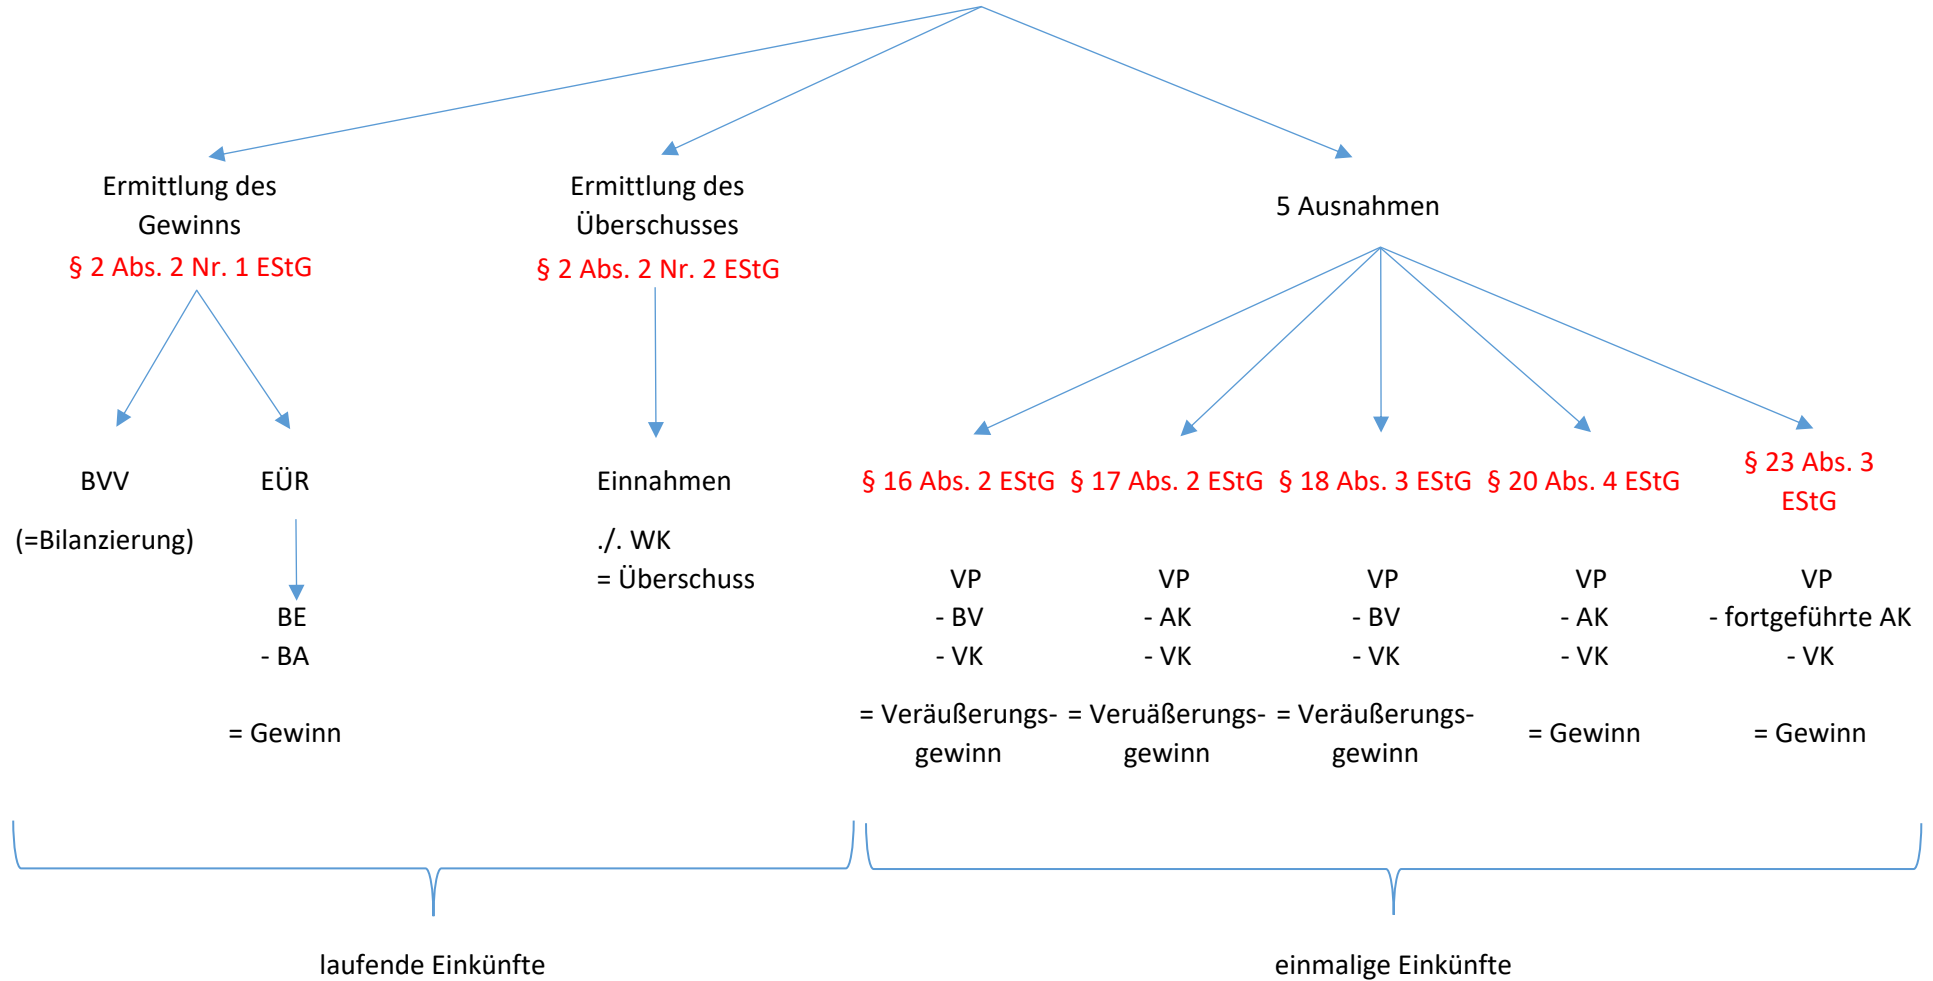 Ermittlung des
Gewinns
§ 2 Abs. 2 Nr. 1 EStG
Ermittlung des
Überschusses
§ 2 Abs. 2 Nr. 2 EStG
5 Ausnahmen
BVV
(=Bilanzierung)
EÜR
BE
- BA
= Gewinn
Einnahmen
./. WK
= Überschuss
§ 16 Abs. 2 EStG
VP
- BV
- VK
= Veräußerungs-
gewinn
§ 17 Abs. 2 EStG
VP
- AK
- VK
= Veruäßerungs-
gewinn
§ 18 Abs. 3 EStG
VP
- BV
- VK
= Veräußerungs-
gewinn
§ 20 Abs. 4 EStG
VP
- AK
- VK
= Gewinn
§ 23 Abs. 3
EStG
VP
- fortgeführte AK
- VK
= Gewinn
laufende Einkünfte
einmalige Einkünfte